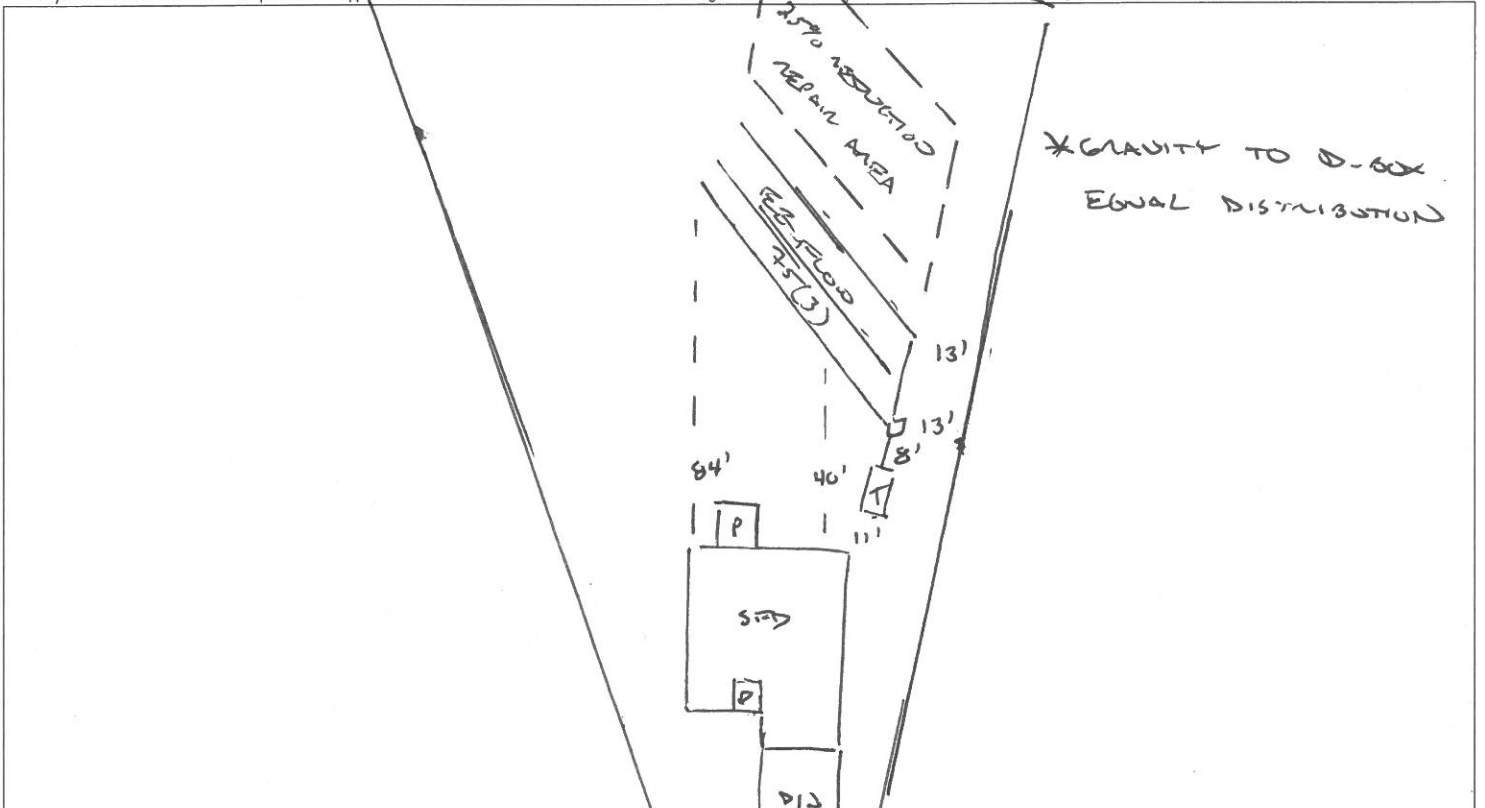 25% REDUCTION
REPAIR AREA
*GRAVITY TO D-BOX
EQUAL DISTRIBUTION
EZ-FLOW
75(3)
13'
13'
8'
84'
40'
T
11'
P
SFD
P
D/W